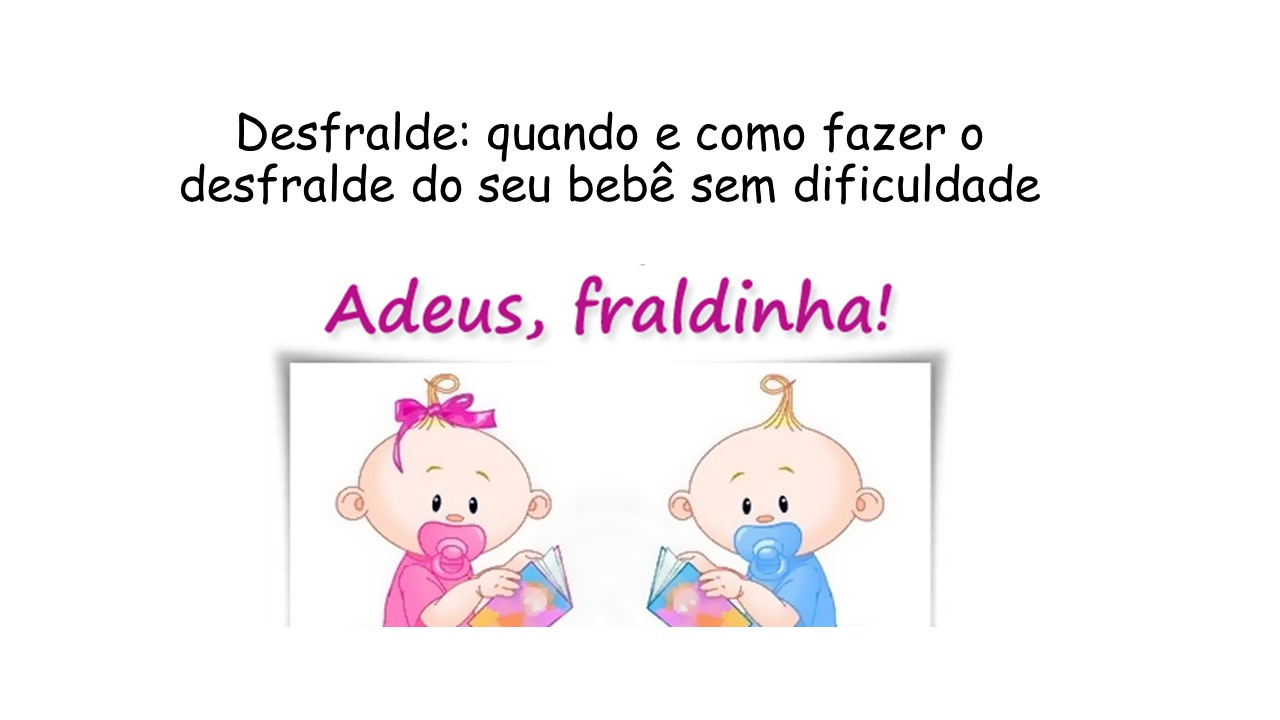 Desfralde: quando e como fazer o
desfralde do seu bebê sem dificuldade
Adeus, fraldinha!